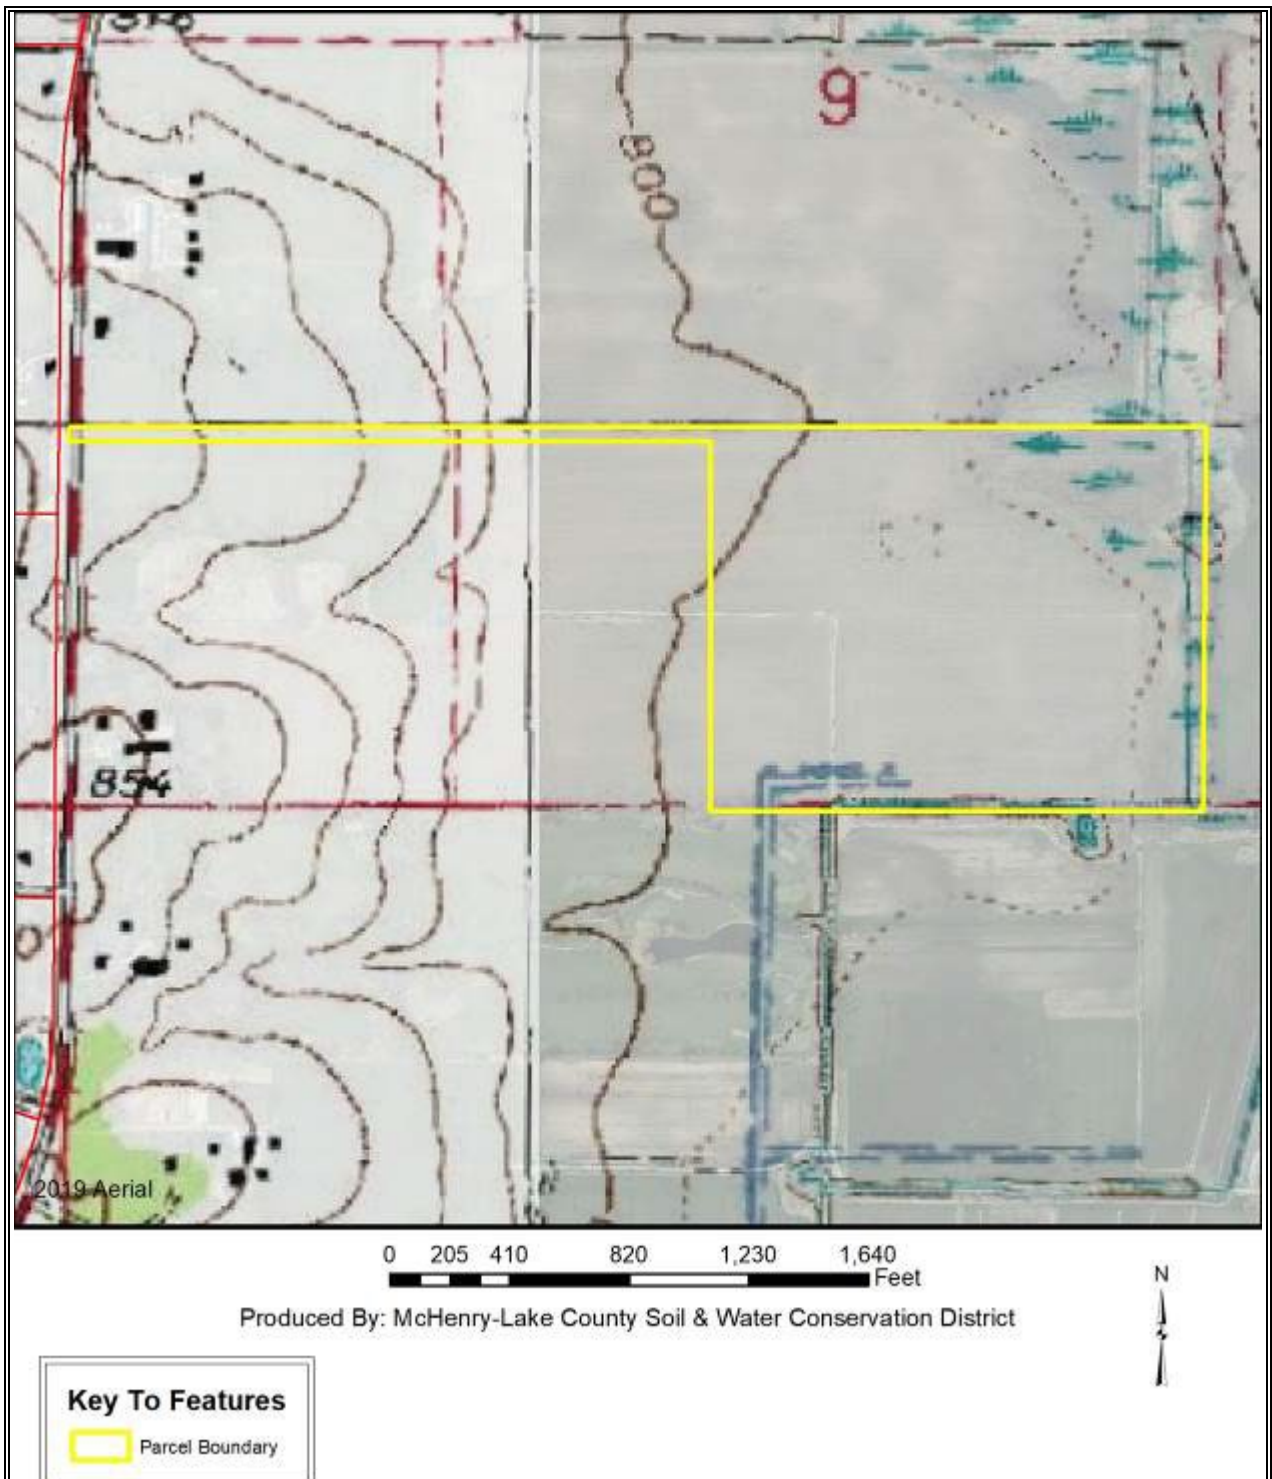 816
9
800
854
2019 Aerial
0 205 410 820 1,230 1,640
Feet
N
Produced By: McHenry-Lake County Soil & Water Conservation District
Key To Features
Parcel Boundary